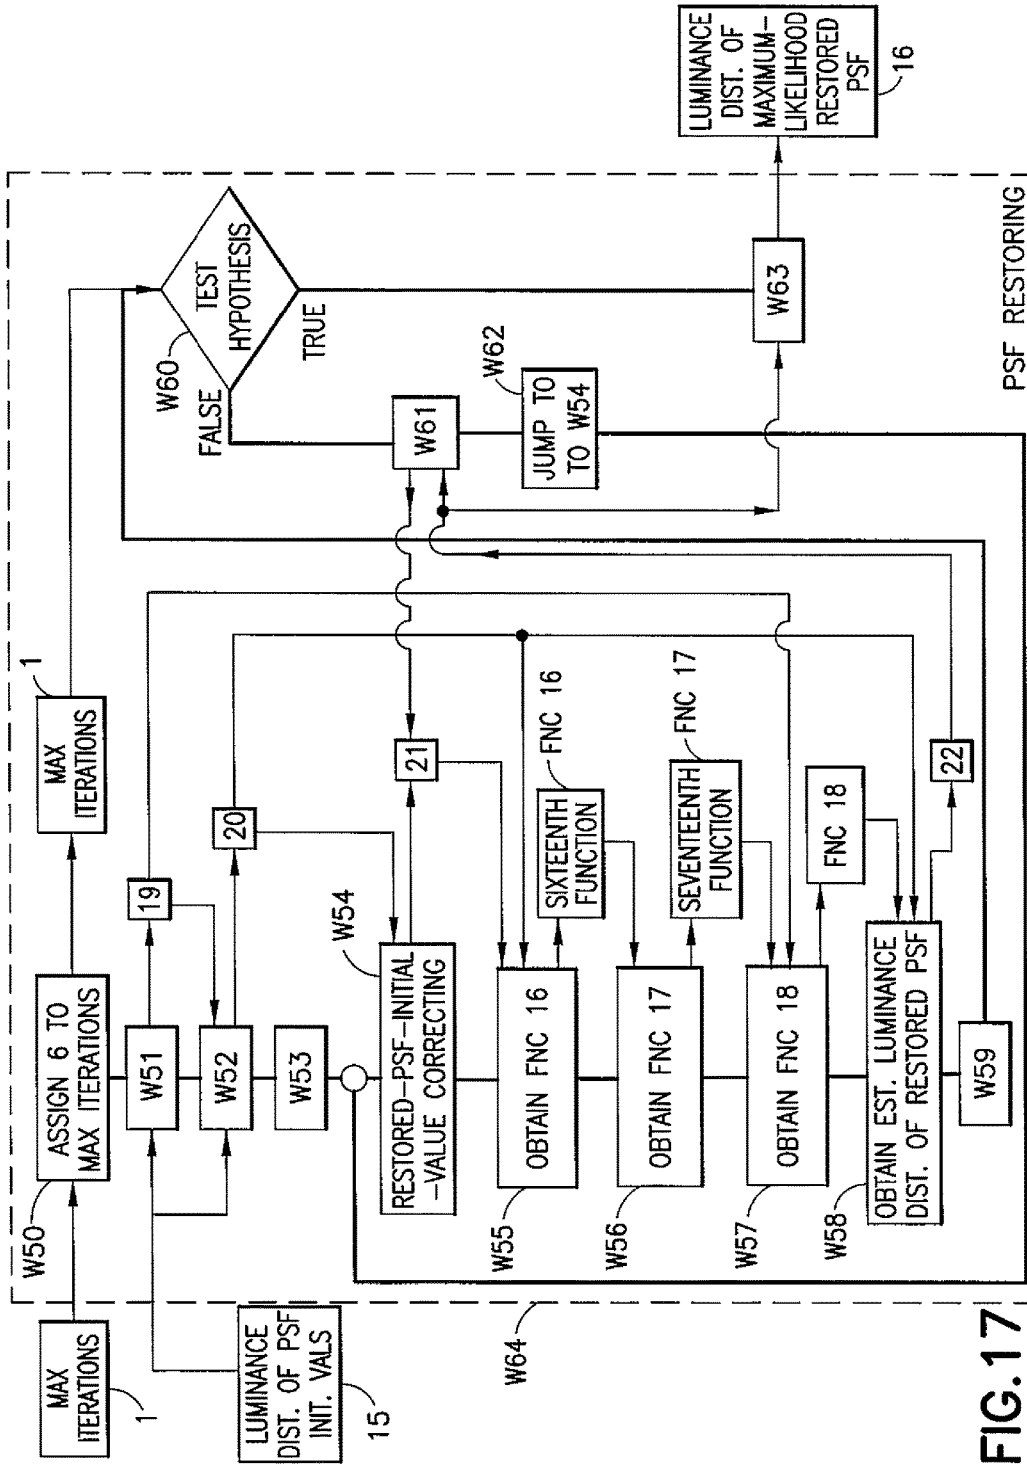 MAX
ITERATIONS
1
LUMINANCE
DIST. OF PSF
INIT. VALS
15
W50
ASSIGN 6 TO
MAX ITERATIONS
MAX
ITERATIONS
1
W51
19
W52
20
W53
W54
RESTORED-PSF-INITIAL
-VALUE CORRECTING
21
W55
OBTAIN FNC 16
SIXTEENTH
FUNCTION
FNC 16
W56
OBTAIN FNC 17
SEVENTEENTH
FUNCTION
FNC 17
W57
OBTAIN FNC 18
FNC 18
W58
OBTAIN EST. LUMINANCE
DIST. OF RESTORED PSF
22
W59
W60
TEST
HYPOTHESIS
FALSE
TRUE
W61
W62
JUMP TO
TO W54
W63
LUMINANCE
DIST. OF
MAXIMUM-
LIKELIHOOD
RESTORED
PSF
16
W64
PSF RESTORING
FIG.17